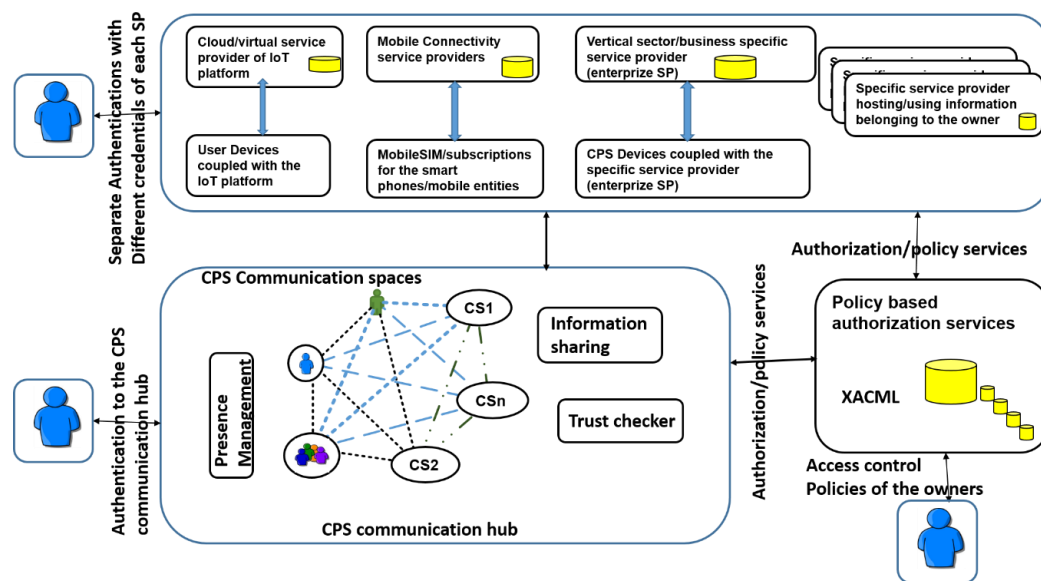 Separate Authentications with
Different credentials of each SP
Cloud/virtual service
provider of IoT
platform
Mobile Connectivity
service providers
Vertical sector/business specific
service provider
(enterprize SP)
Specific service provider
hosting/using information
belonging to the owner
User Devices
coupled with the
IoT platform
MobileSIM/subscriptions
for the smart
phones/mobile entities
CPS Devices coupled with the
specific service provider
(enterprize SP)
Authorization/policy services
CPS Communication spaces
CS1
CSn
CS2
Presence
Management
Information
sharing
Trust checker
CPS communication hub
Authentication to the CPS
communication hub
Authorization/policy services
Policy based
authorization services
XACML
Access control
Policies of the owners